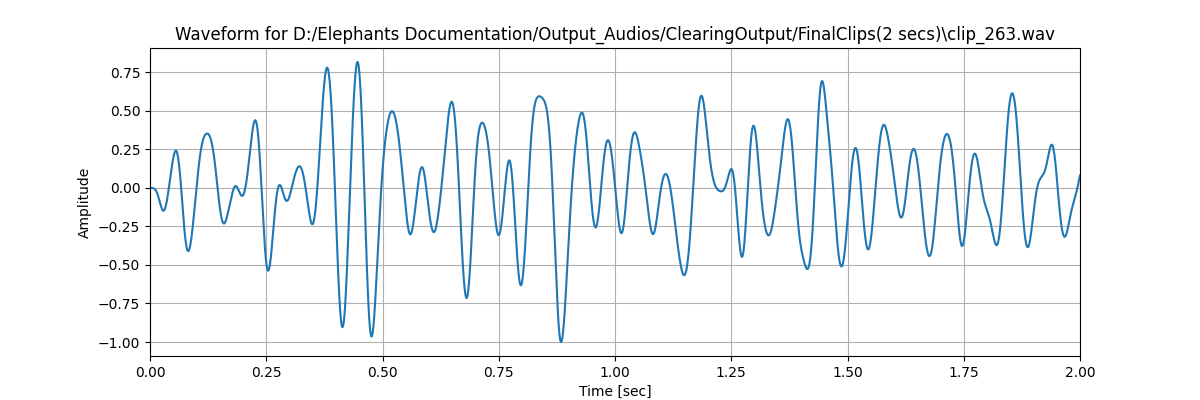 Waveform for D:/Elephants Documentation/Output_Audios/ClearingOutput/FinalClips(2 secs)\clip_263.wav
Amplitude
0.75
0.50
0.25
0.00
−0.25
−0.50
−0.75
−1.00
0.00 0.25 0.50 0.75 1.00 1.25 1.50 1.75 2.00
Time [sec]